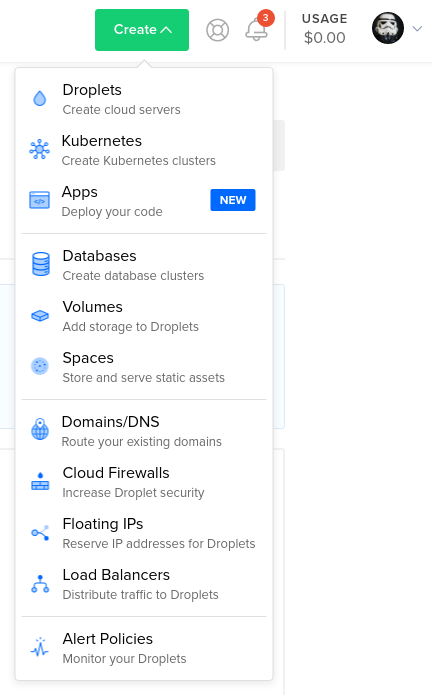 Create
3
USAGE
$0.00
Droplets
Create cloud servers
Kubernetes
Create Kubernetes clusters
Apps
Deploy your code
NEW
Databases
Create database clusters
Volumes
Add storage to Droplets
Spaces
Store and serve static assets
Domains/DNS
Route your existing domains
Cloud Firewalls
Increase Droplet security
Floating IPs
Reserve IP addresses for Droplets
Load Balancers
Distribute traffic to Droplets
Alert Policies
Monitor your Droplets